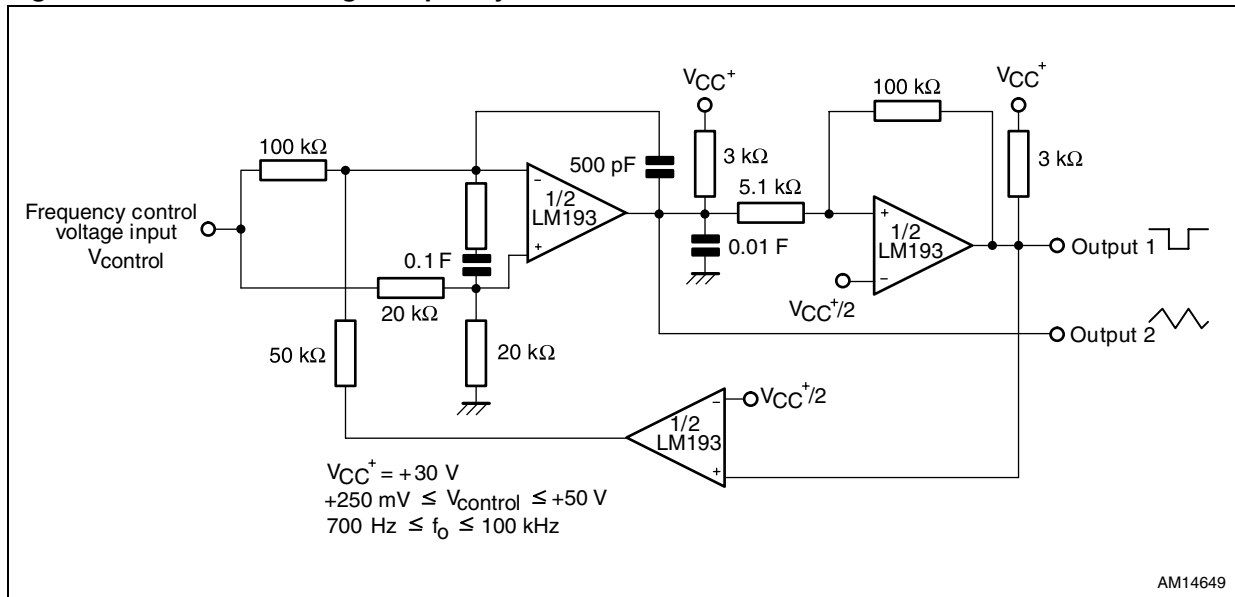 V_CC^+
V_CC^+
100 kΩ
100 kΩ
3 kΩ
3 kΩ
500 pF
5.1 kΩ
−
1/2
LM193
+
+
1/2
LM193
−
Frequency control
voltage input
V_control
0.1 F
0.01 F
Output 1
20 kΩ
V_CC^+/2
Output 2
50 kΩ
20 kΩ
−
V_CC^+/2
1/2
LM193
+
V_CC^+ = +30 V
+250 mV ≤ V_control ≤ +50 V
700 Hz ≤ f_o ≤ 100 kHz
AM14649